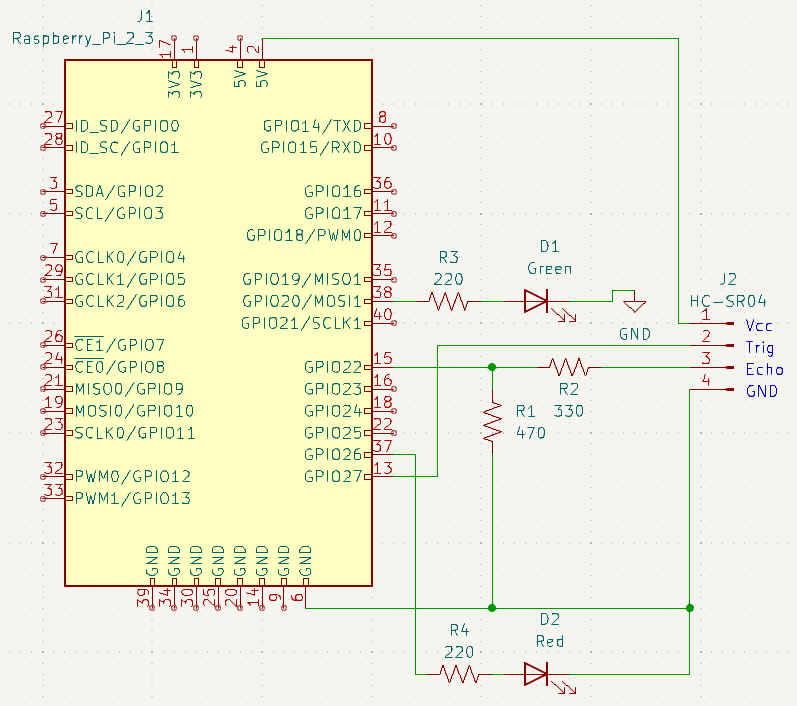 J1
Raspberry_Pi_2_3
17
1
4
2
3V3
3V3
5V
5V
27
ID_SD/GPIO0
28
ID_SC/GPIO1
3
SDA/GPIO2
5
SCL/GPIO3
7
GCLK0/GPIO4
29
GCLK1/GPIO5
31
GCLK2/GPIO6
26
CE1/GPIO7
24
CE0/GPIO8
21
MISO0/GPIO9
19
MOSI0/GPIO10
23
SCLK0/GPIO11
32
PWM0/GPIO12
33
PWM1/GPIO13
GPIO14/TXD
8
GPIO15/RXD
10
GPIO16
36
GPIO17
11
GPIO18/PWM0
12
GPIO19/MISO1
35
GPIO20/MOSI1
38
GPIO21/SCLK1
40
GPIO22
15
GPIO23
16
GPIO24
18
GPIO25
22
GPIO26
37
GPIO27
13
GND
GND
GND
GND
GND
GND
GND
GND
39
34
30
25
20
14
9
6
R3
220
D1
Green
GND
J2
HC-SR04
1
Vcc
2
Trig
3
Echo
4
GND
R2
330
R1
470
R4
220
D2
Red